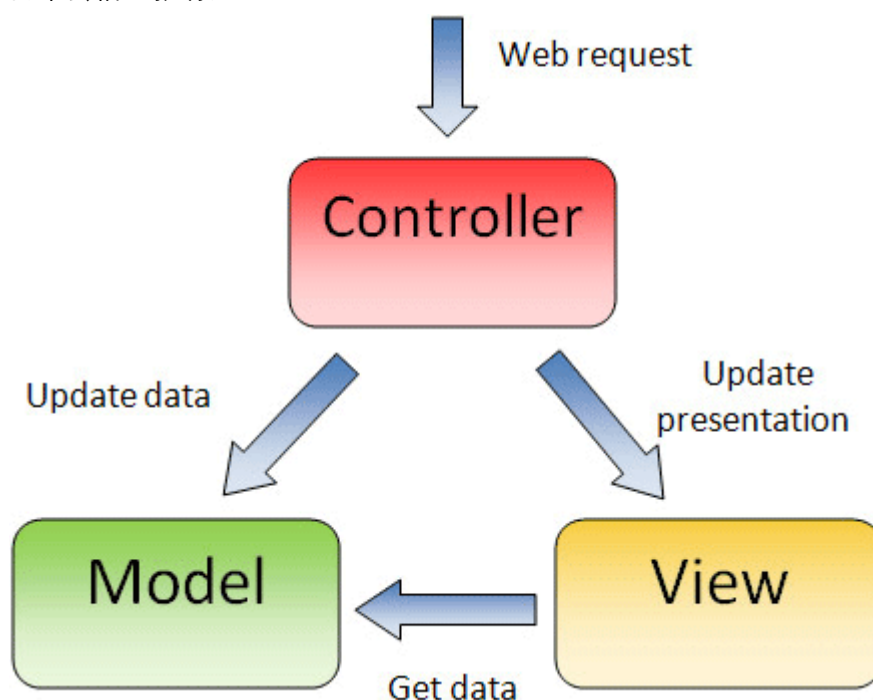 Web request
Controller
Update data
Update
presentation
Model
View
Get data